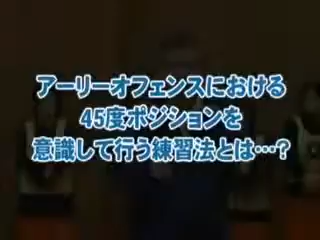 アーリーオフェンスにおける
45度ポジションを
意識して行う練習法とは…?